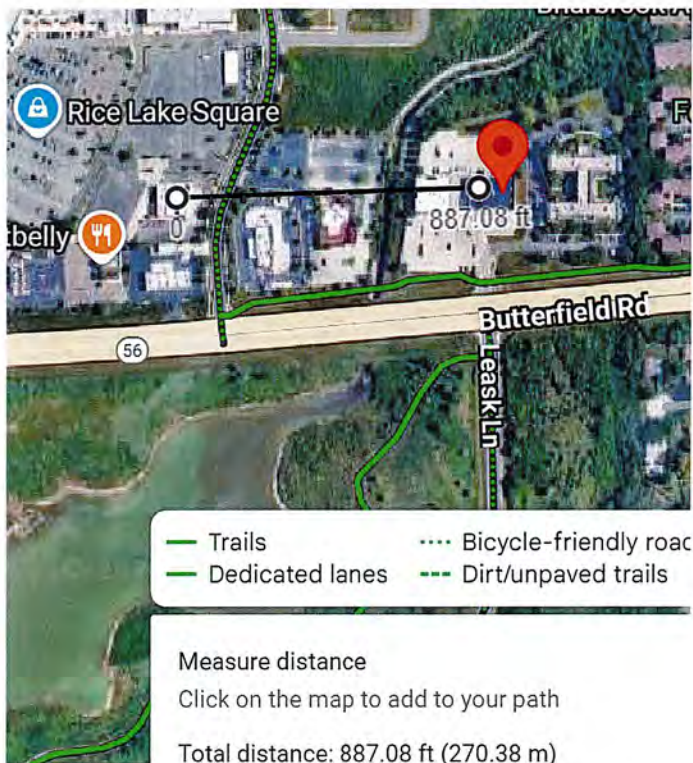 Rice Lake Square
tbelly
0
887.08 ft
Butterfield Rd
56
Leask Ln
Trails
Bicycle-friendly roac
Dedicated lanes
Dirt/unpaved trails
Measure distance
Click on the map to add to your path
Total distance: 887.08 ft (270.38 m)